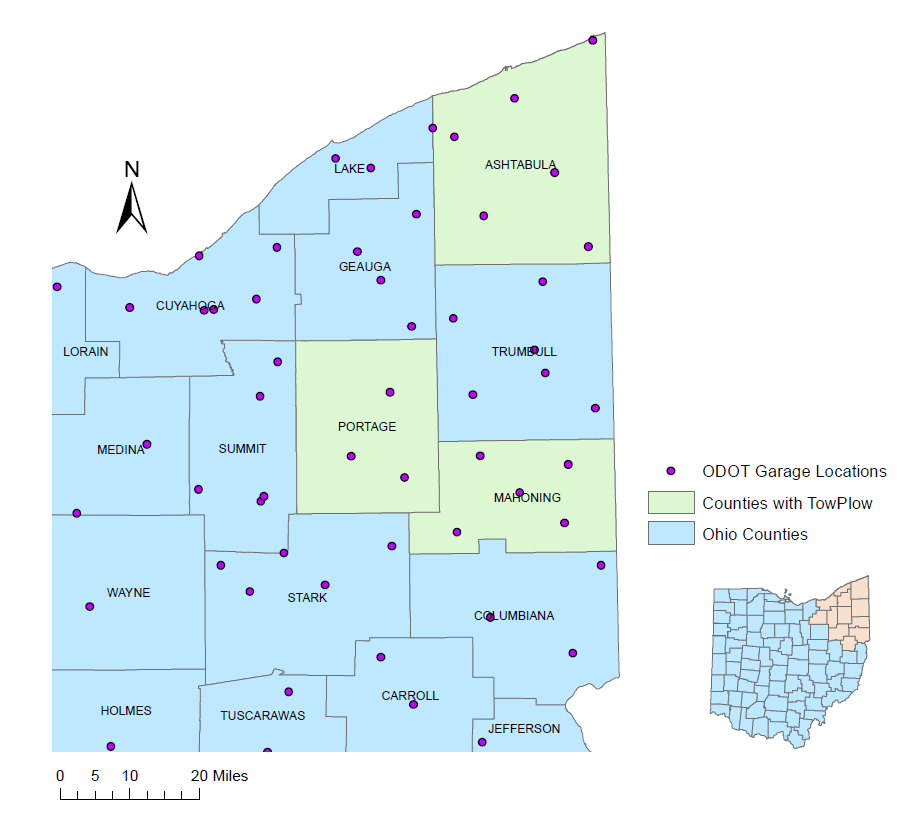 N
LAKE
ASHTABULA
GEAUGA
CUYAHOGA
LORAIN
TRUMBULL
PORTAGE
MEDINA
SUMMIT
MAHONING
ODOT Garage Locations
Counties with TowPlow
Ohio Counties
WAYNE
STARK
COLUMBIANA
HOLMES
TUSCARAWAS
CARROLL
JEFFERSON
0 5 10 20 Miles